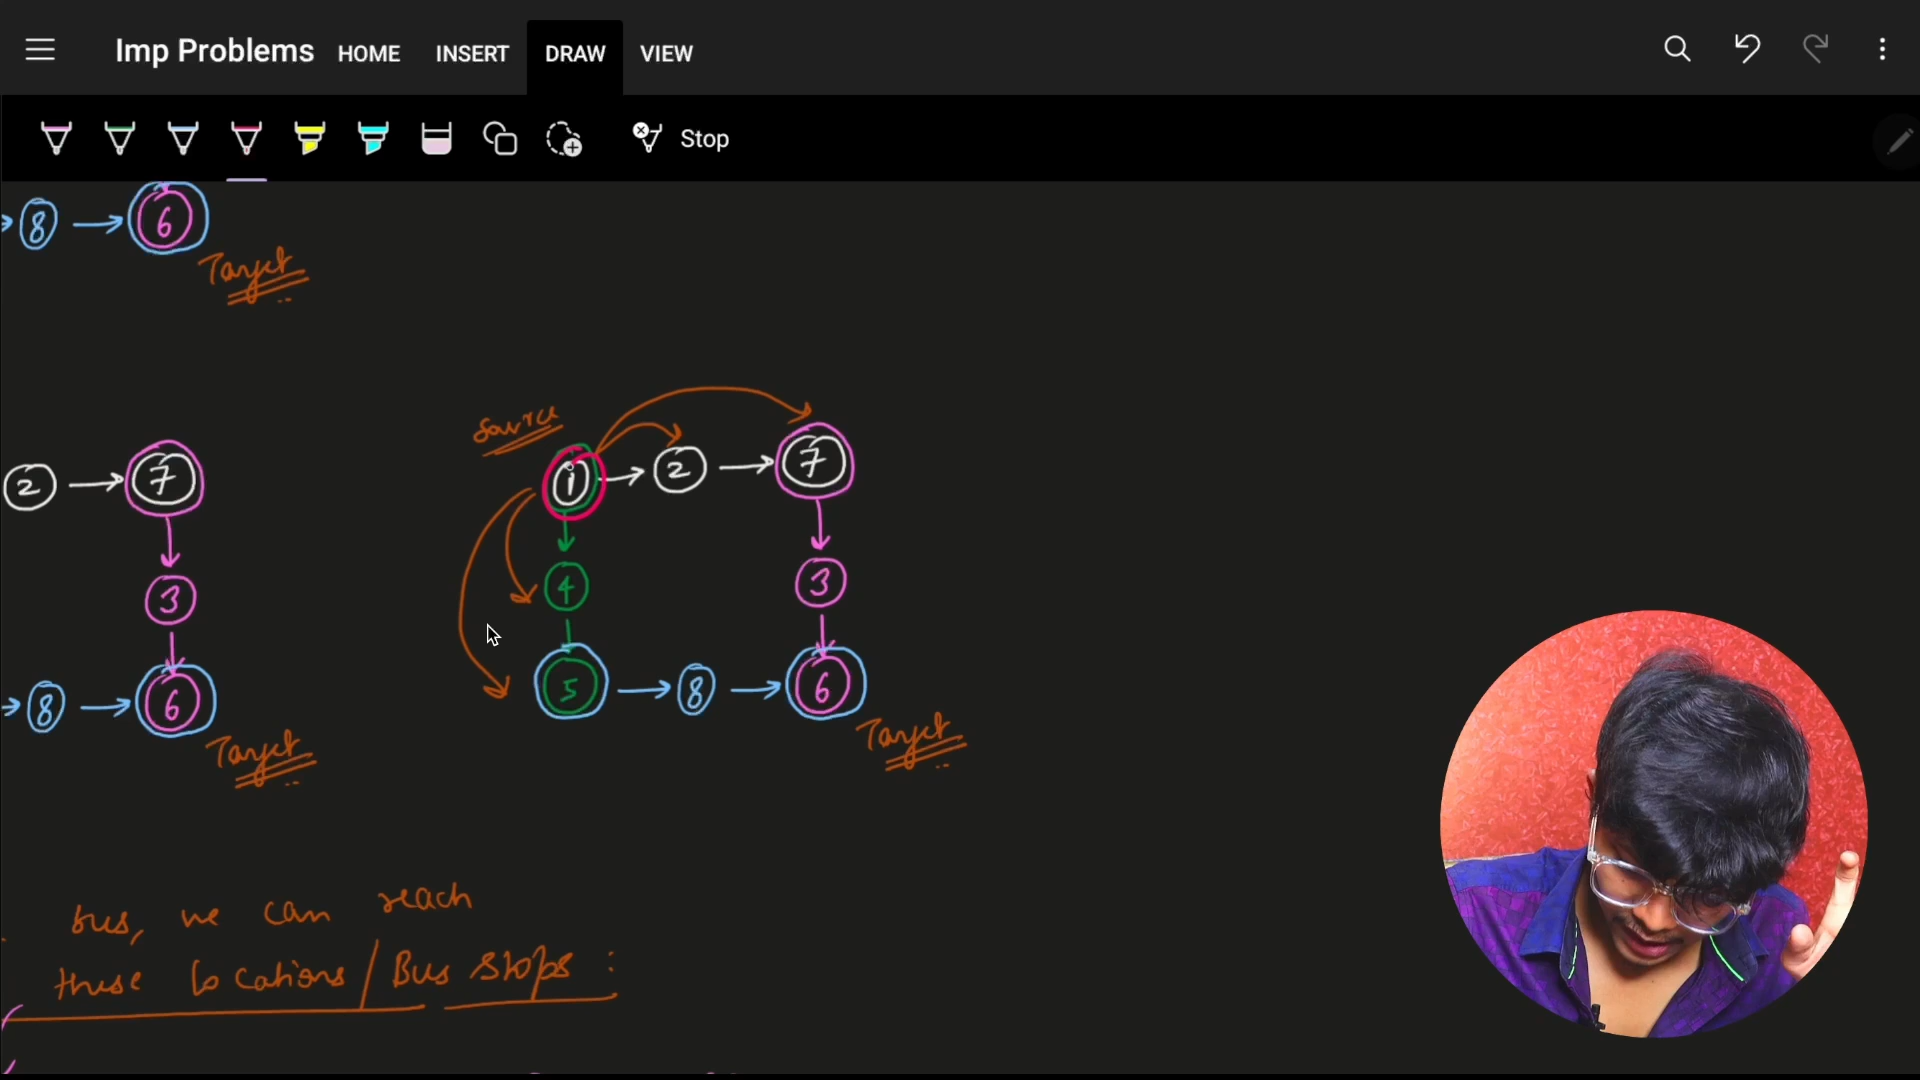 Imp Problems HOME INSERT DRAW VIEW
Stop
8 6
Target
Source
2 7 1 2 7
3 4 3
8 6 5 8 6
Target Target
bus, we can reach
these locations / Bus stops :